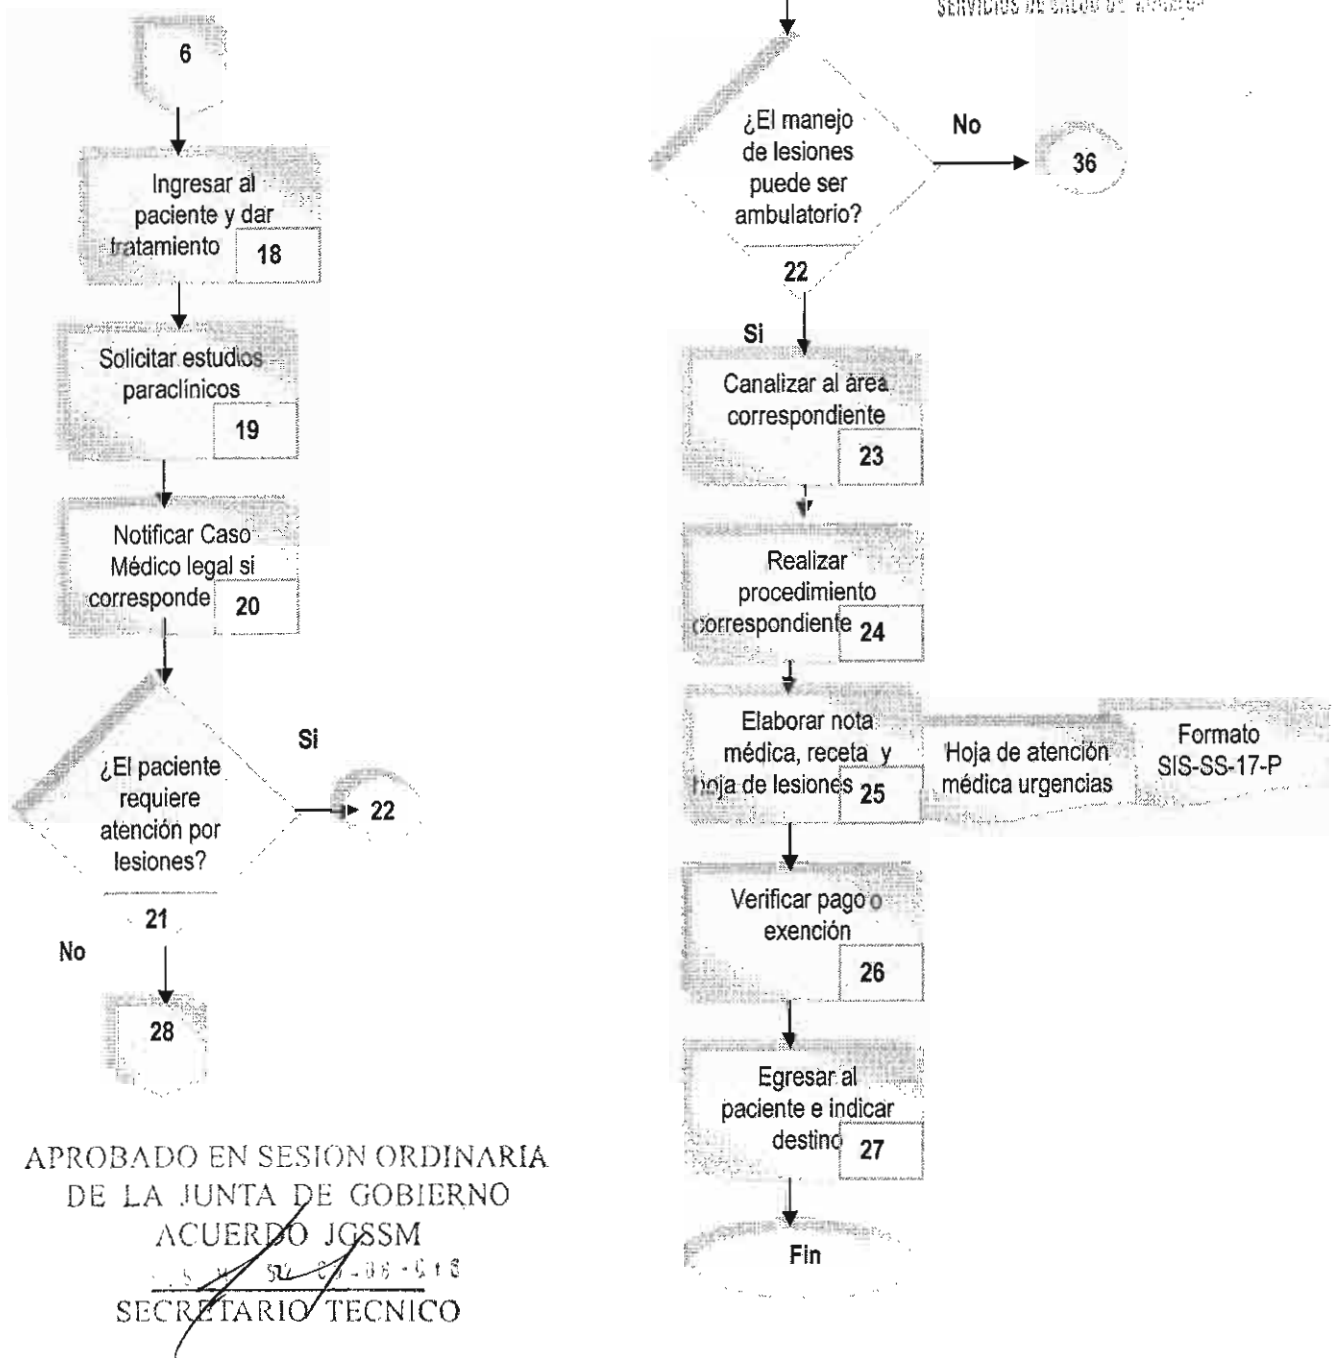 6
Ingresar al
paciente y dar
tratamiento
18
Solicitar estudios
paraclínicos
19
Notificar Caso
Médico legal si
corresponde
20
¿El paciente
requiere
atención por
lesiones?
21
Si
22
No
28
APROBADO EN SESION ORDINARIA
DE LA JUNTA DE GOBIERNO
ACUERDO JGSSM
SECRETARIO TECNICO
SERVICIOS DE SALUD DE
¿El manejo
de lesiones
puede ser
ambulatorio?
22
No
36
Si
Canalizar al área
correspondiente
23
Realizar
procedimiento
correspondiente
24
Elaborar nota
médica, receta y
hoja de lesiones
25
Hoja de atención
médica urgencias
Formato
SIS-SS-17-P
Verificar pago o
exención
26
Egresar al
paciente e indicar
destino
27
Fin